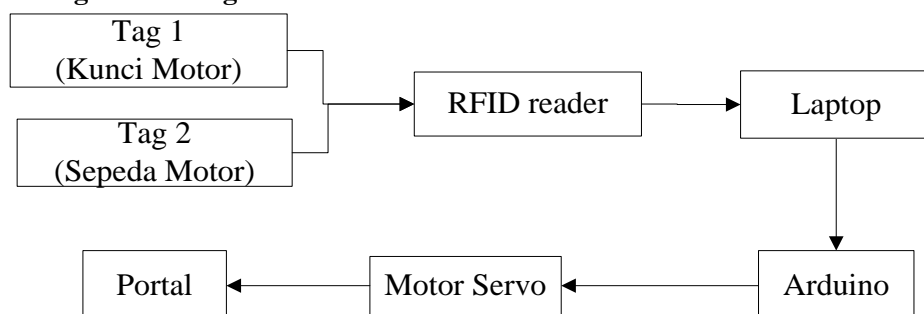 Tag 1
(Kunci Motor)
RFID reader
Laptop
Tag 2
(Sepeda Motor)
Portal
Motor Servo
Arduino